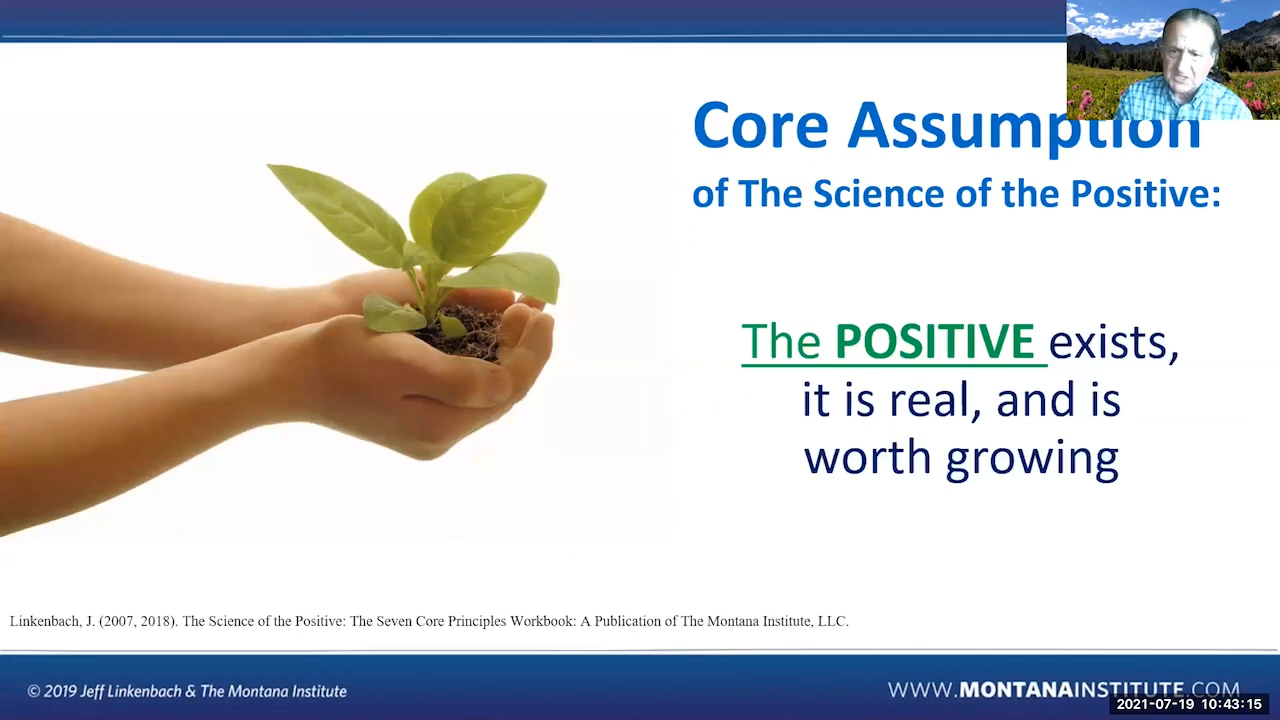 Core Assumption
of The Science of the Positive:
The POSITIVE exists,
it is real, and is
worth growing
Linkenbach, J. (2007, 2018). The Science of the Positive: The Seven Core Principles Workbook: A Publication of The Montana Institute, LLC.
© 2019 Jeff Linkenbach & The Montana Institute
WWW.MONTANAINSTITUTE.COM
2021-07-19 10:43:15